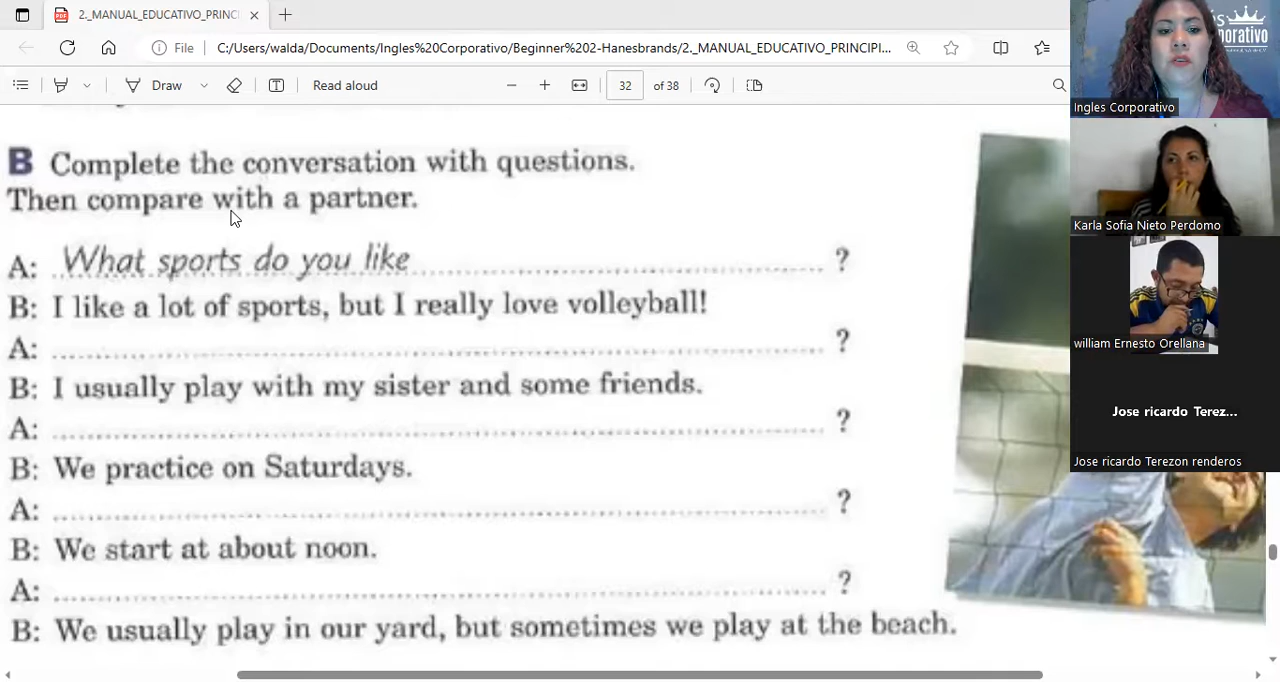 2._MANUAL_EDUCATIVO_PRINCI
File
C:/Users/walda/Documents/Ingles%20Corporativo/Beginner%202-Hanesbrands/2._MANUAL_EDUCATIVO_PRINCIPI...
Draw
Read aloud
32 of 38
B Complete the conversation with questions.
Then compare with a partner.
A: What sports do you like ?
B: I like a lot of sports, but I really love volleyball!
A: ?
B: I usually play with my sister and some friends.
A: ?
B: We practice on Saturdays.
A: ?
B: We start at about noon.
A: ?
B: We usually play in our yard, but sometimes we play at the beach.
Ingles Corporativo
Karla Sofia Nieto Perdomo
william Ernesto Orellana
Jose ricardo Terez...
Jose ricardo Terezon renderos